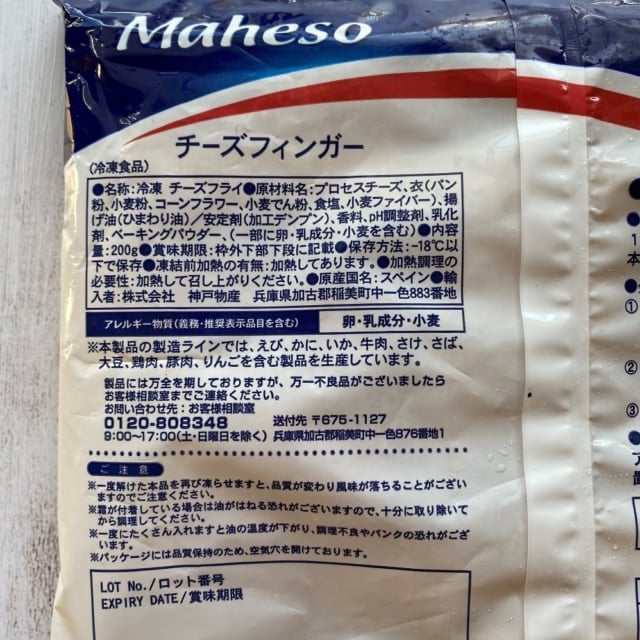 Maheso
チーズフィンガー
(冷凍食品)
●名称:冷凍 チーズフライ●原材料名:プロセスチーズ、衣(パン
粉、小麦粉、コーンフラワー、小麦でん粉、食塩、小麦ファイバー)、揚
げ油(ひまわり油)/安定剤(加工デンプン)、香料、pH調整剤、乳化
剤、ベーキングパウダー、(一部に卵・乳成分・小麦を含む)●内容
量:200g●賞味期限:枠外下部下段に記載●保存方法:-18℃以
下で保存●凍結前加熱の有無:加熱してあります。●加熱調理の
必要性:加熱して召し上がりください。●原産国名:スペイン●輸
入者:株式会社 神戸物産 兵庫県加古郡稲美町中一色883番地
アレルギー物質(義務・推奨表示品目を含む) 卵・乳成分・小麦
※本製品の製造ラインでは、えび、かに、いか、牛肉、さけ、さば、
大豆、鶏肉、豚肉、りんごを含む製品を生産しています。
製品には万全を期しておりますが、万一不良品がございましたら
お客様相談室までご連絡ください。
お問い合わせ先:お客様相談室
0120-808348 送付先 〒675-1127
9:00~17:00(土・日曜日を除く) 兵庫県加古郡稲美町中一色876番地1
ご注意
※一度解けた本品を再び凍らせますと、品質が変わり風味が落ちることがござい
ますのでご注意ください。
※霜が付着している場合は油がはねる恐れがございますので、十分に取り除いて
から調理してください。
※一度にたくさん入れますと油の温度が下がり、調理不良やパンクの恐れがござ
います。
※パッケージには品質保持のため、空気穴を開けております。
LOT No./ロット番号
EXPIRY DATE/賞味期限
①
②
③